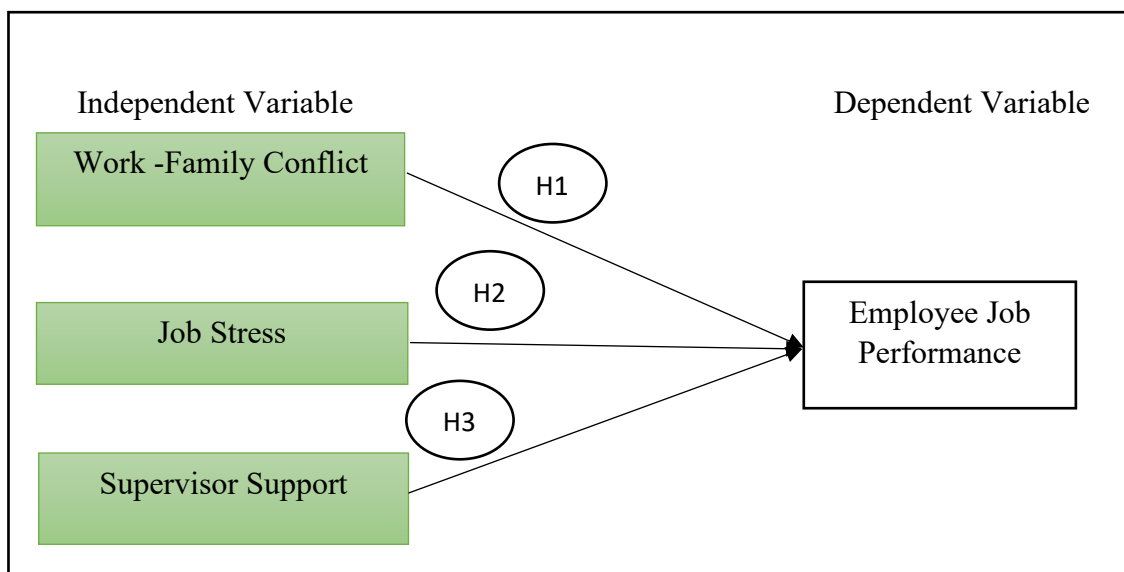 Independent Variable
Dependent Variable
Work -Family Conflict
H1
H2
Job Stress
Employee Job
Performance
H3
Supervisor Support